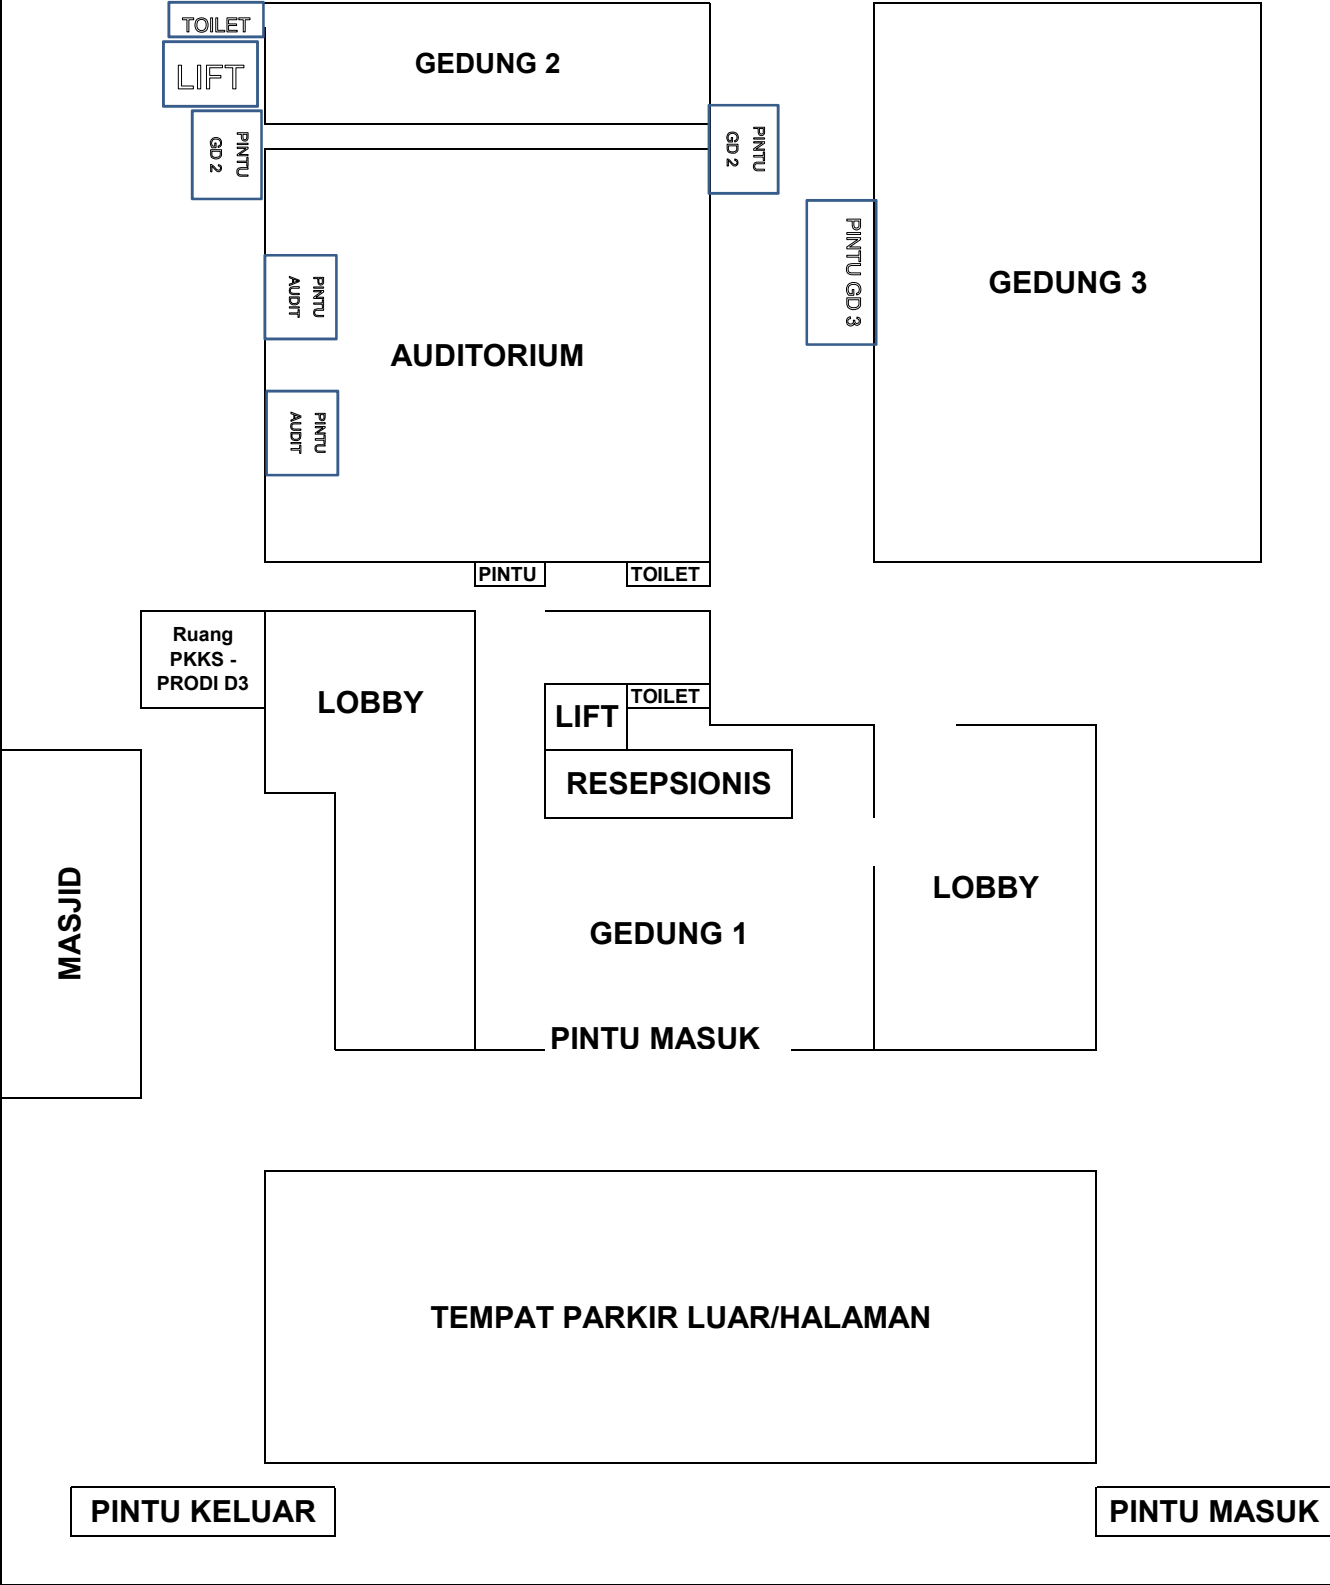 TOILET
LIFT
GEDUNG 2
PINTU
GD 2
PINTU
GD 2
PINTU GD 3
GEDUNG 3
PINTU
AUDIT
AUDITORIUM
PINTU
AUDIT
PINTU
TOILET
Ruang
PKKS -
PRODI D3
LOBBY
LIFT
TOILET
RESEPSIONIS
MASJID
LOBBY
GEDUNG 1
PINTU MASUK
TEMPAT PARKIR LUAR/HALAMAN
PINTU KELUAR
PINTU MASUK